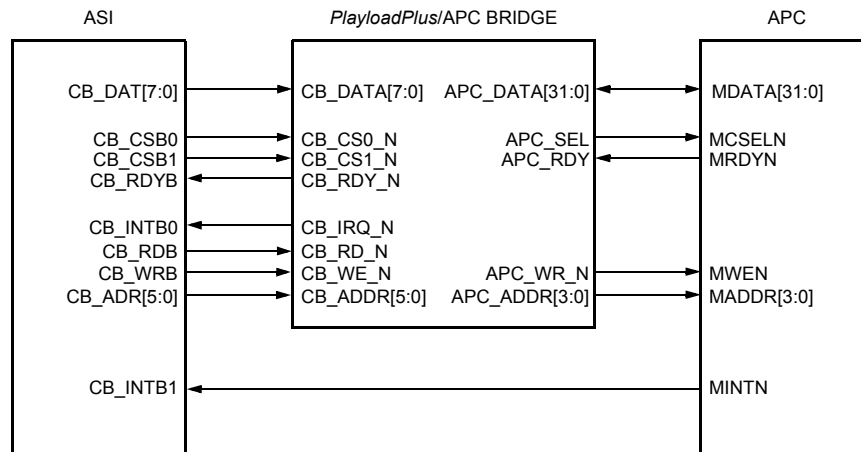 ASI PlayloadPlus/APC BRIDGE APC
CB_DAT[7:0] CB_DATA[7:0] APC_DATA[31:0] MDATA[31:0]
CB_CSB0 CB_CS0_N APC_SEL MCSELN
CB_CSB1 CB_CS1_N APC_RDY MRDYN
CB_RDYB CB_RDY_N
CB_INTB0 CB_IRQ_N
CB_RDB CB_RD_N
CB_WRB CB_WE_N APC_WR_N MWEN
CB_ADR[5:0] CB_ADDR[5:0] APC_ADDR[3:0] MADDR[3:0]
CB_INTB1 MINTN